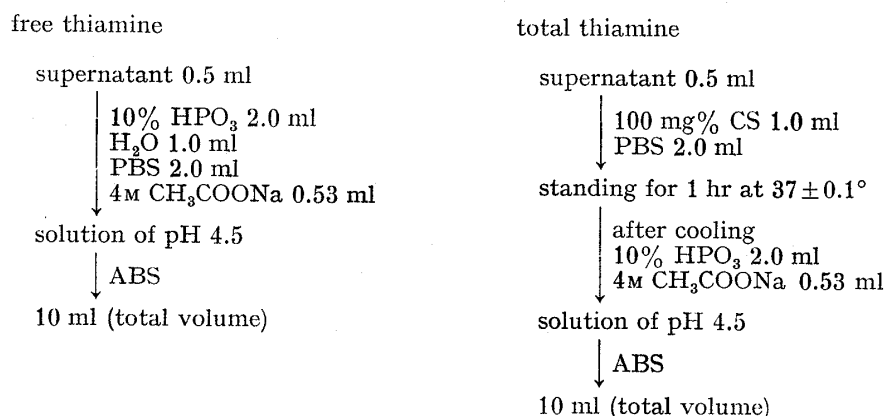 free thiamine
supernatant 0.5 ml
10% HPO₃ 2.0 ml
H₂O 1.0 ml
PBS 2.0 ml
4M CH₃COONa 0.53 ml
solution of pH 4.5
ABS
10 ml (total volume)
total thiamine
supernatant 0.5 ml
100 mg% CS 1.0 ml
PBS 2.0 ml
standing for 1 hr at 37±0.1°
after cooling
10% HPO₃ 2.0 ml
4M CH₃COONa 0.53 ml
solution of pH 4.5
ABS
10 ml (total volume)